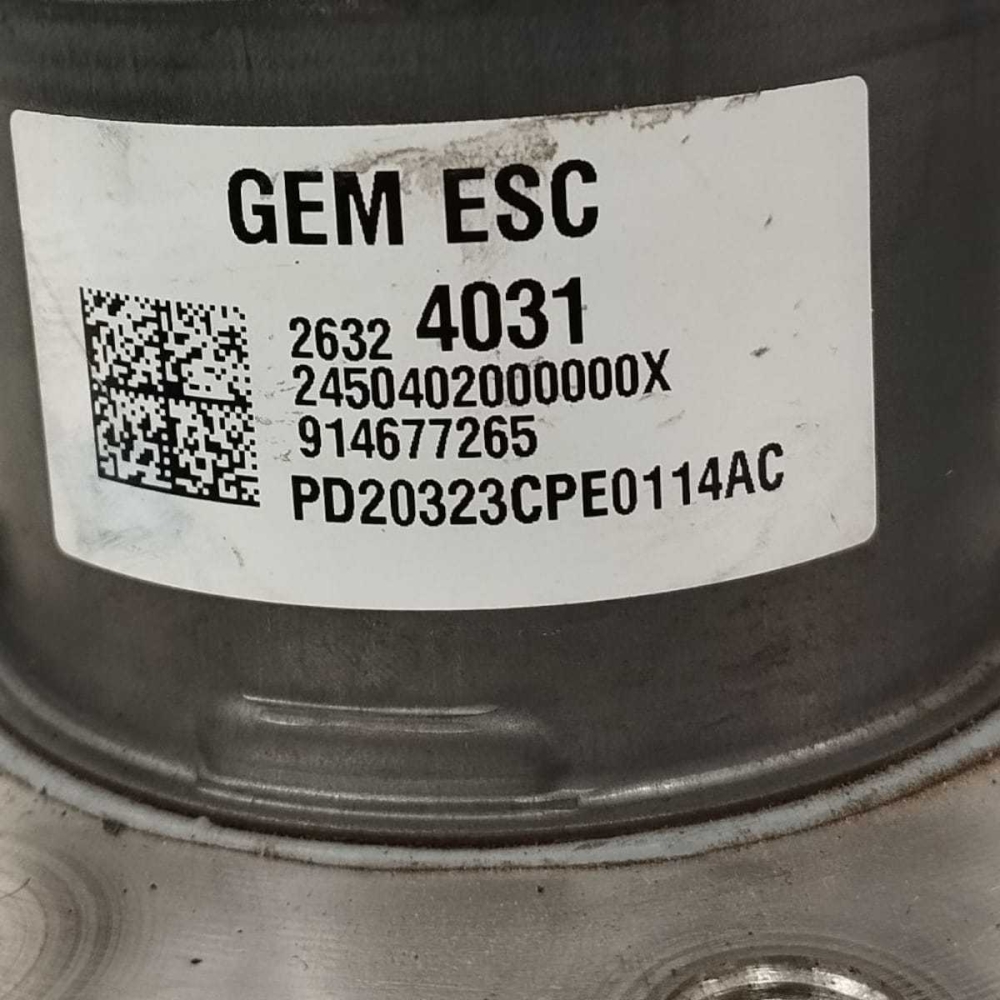 GEM ESC
2632 4031
2450402000000X
914677265
PD20323CPE0114AC